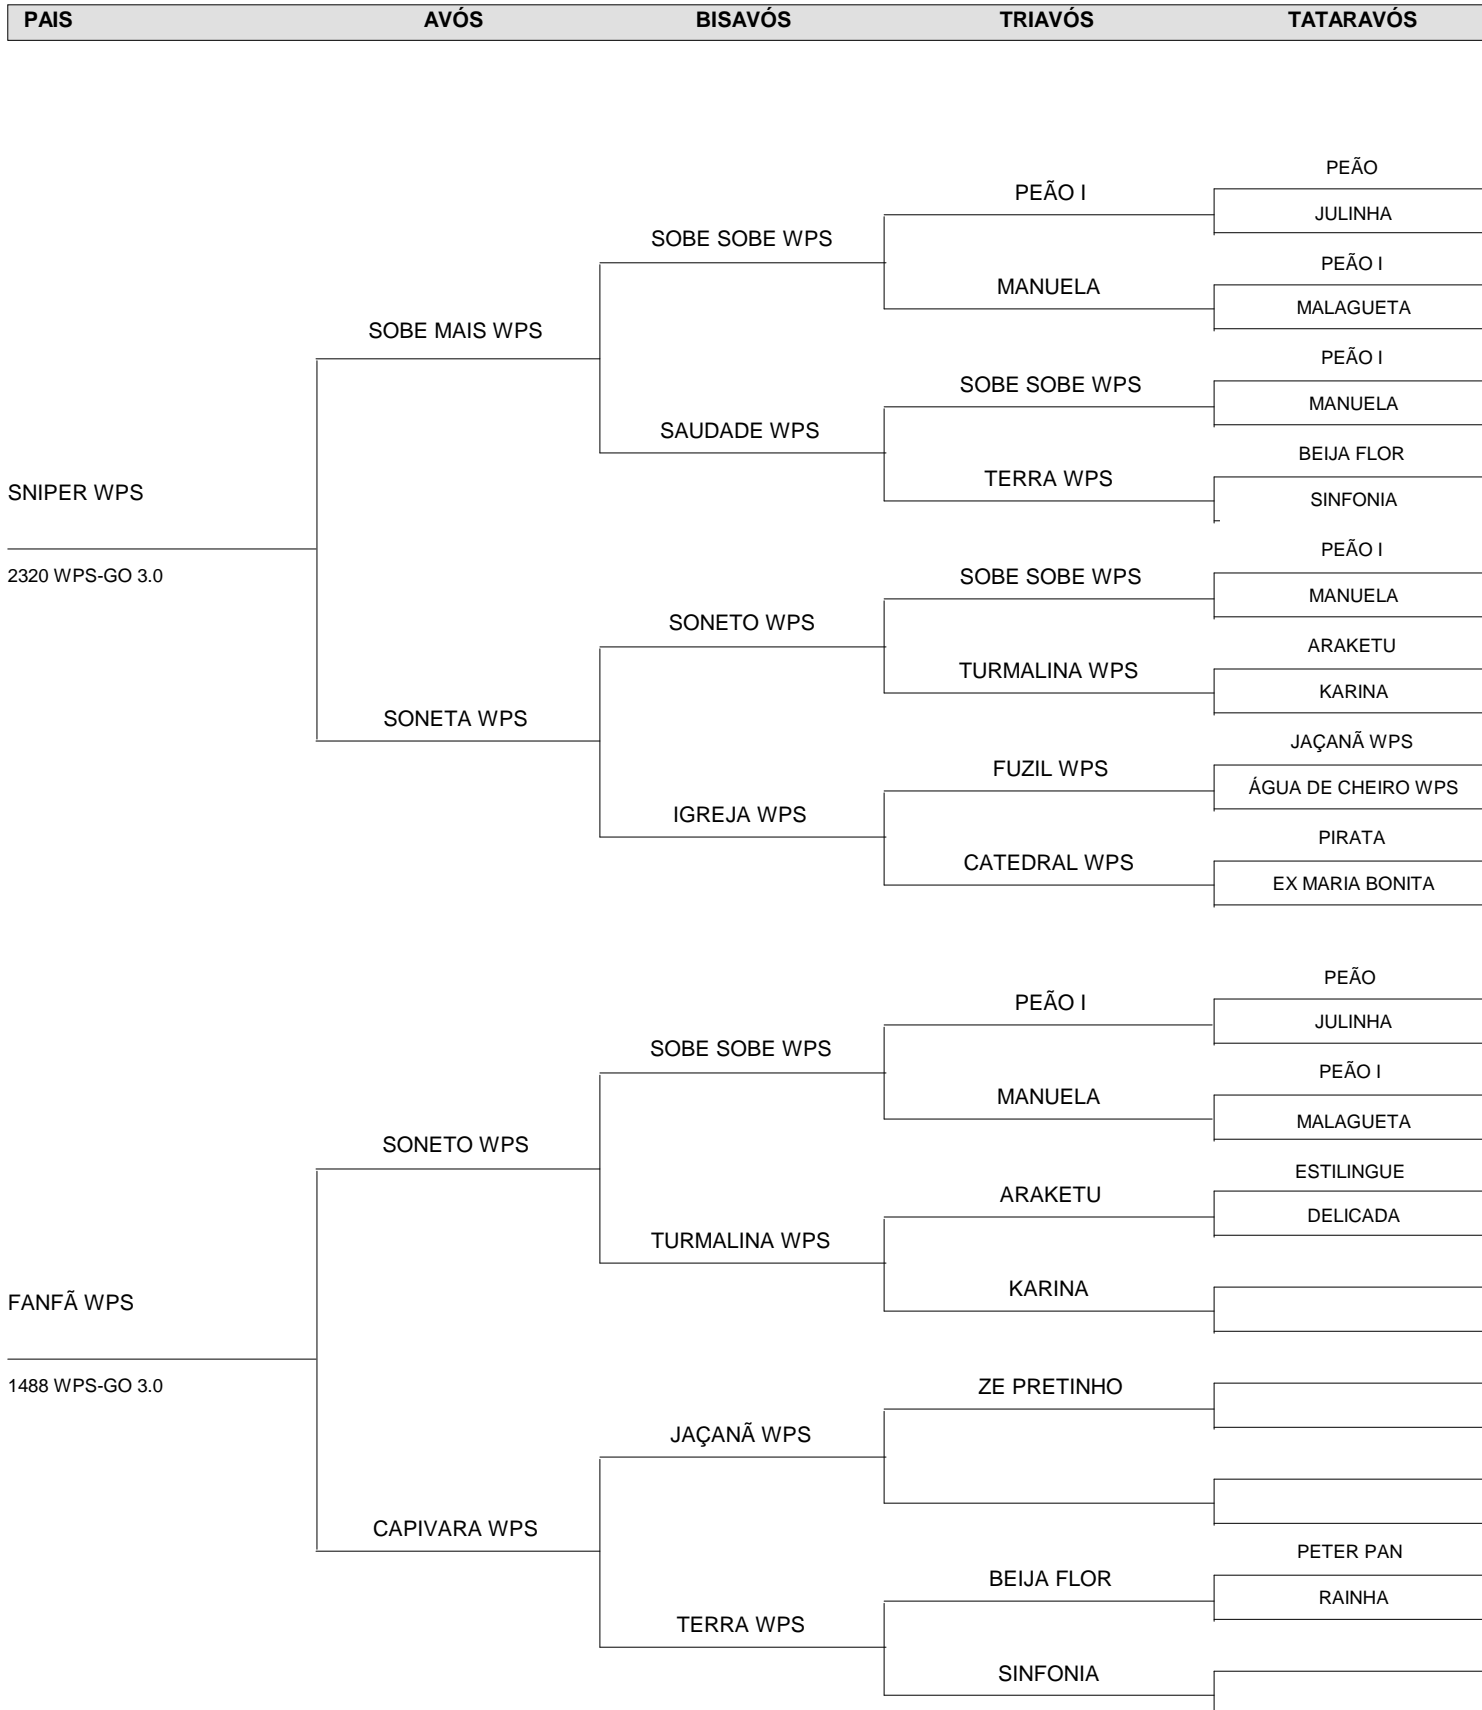 PAIS AVÓS BISAVÓS TRIAVÓS TATARAVÓS
PEÃO
PEÃO I
JULINHA
SOBE SOBE WPS
PEÃO I
MANUELA
MALAGUETA
SOBE MAIS WPS
PEÃO I
SOBE SOBE WPS
MANUELA
SAUDADE WPS
BEIJA FLOR
TERRA WPS
SINFONIA
SNIPER WPS
2320 WPS-GO 3.0
PEÃO I
SOBE SOBE WPS
MANUELA
SONETO WPS
ARAKETU
TURMALINA WPS
KARINA
SONETA WPS
JAÇANÃ WPS
FUZIL WPS
ÁGUA DE CHEIRO WPS
IGREJA WPS
PIRATA
CATEDRAL WPS
EX MARIA BONITA
PEÃO
PEÃO I
JULINHA
SOBE SOBE WPS
PEÃO I
MANUELA
MALAGUETA
SONETO WPS
ESTILINGUE
ARAKETU
DELICADA
TURMALINA WPS
KARINA
FANFÃ WPS
1488 WPS-GO 3.0
ZE PRETINHO
JAÇANÃ WPS
CAPIVARA WPS
PETER PAN
BEIJA FLOR
RAINHA
TERRA WPS
SINFONIA